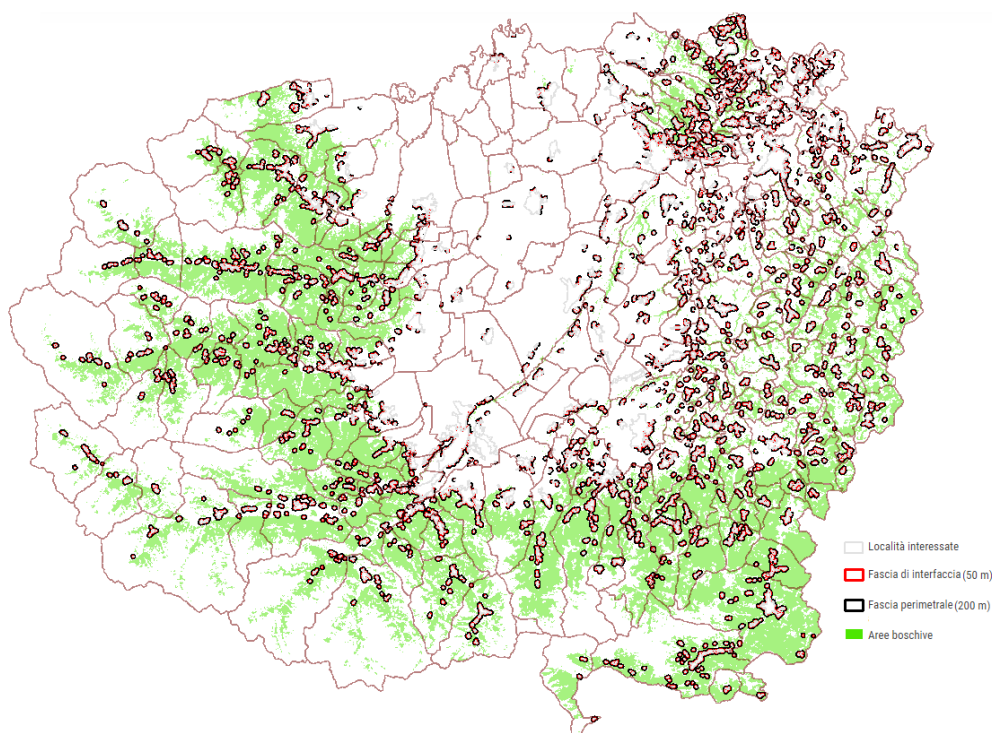 Località interessate
Fascia di interfaccia (50 m)
Fascia perimetrale (200 m)
Aree boschive